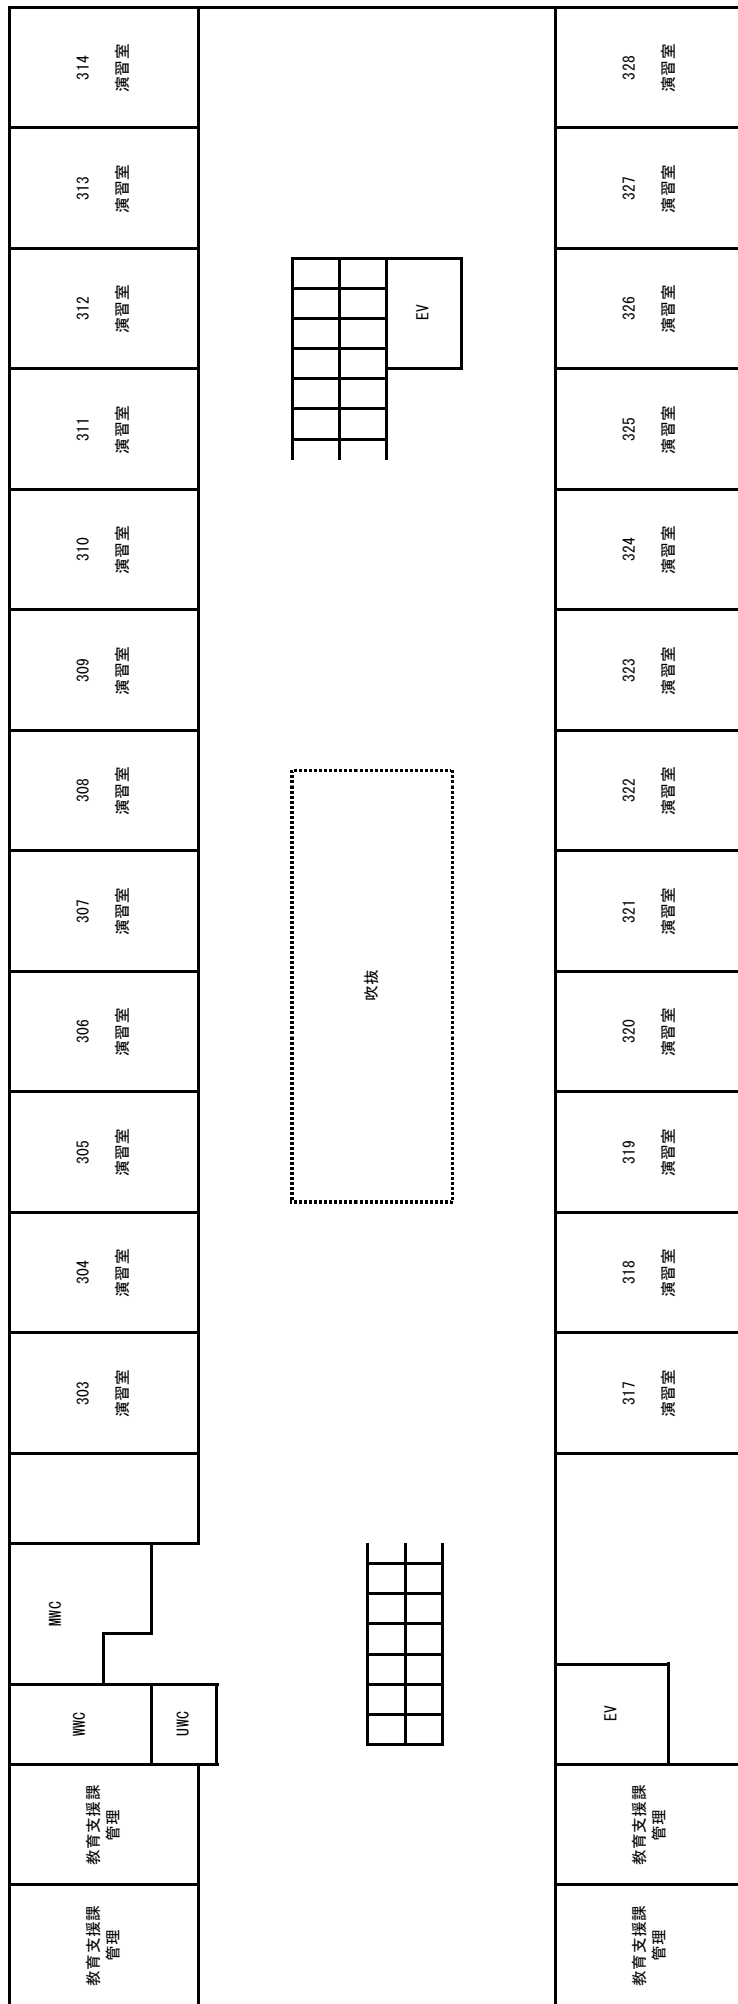 314
演習室
313
演習室
312
演習室
311
演習室
310
演習室
309
演習室
308
演習室
307
演習室
306
演習室
305
演習室
304
演習室
303
演習室
MWC
WWC
UWC
教育支援課
管理
教育支援課
管理
EV
吹抜
328
演習室
327
演習室
326
演習室
325
演習室
324
演習室
323
演習室
322
演習室
321
演習室
320
演習室
319
演習室
318
演習室
317
演習室
EV
教育支援課
管理
教育支援課
管理